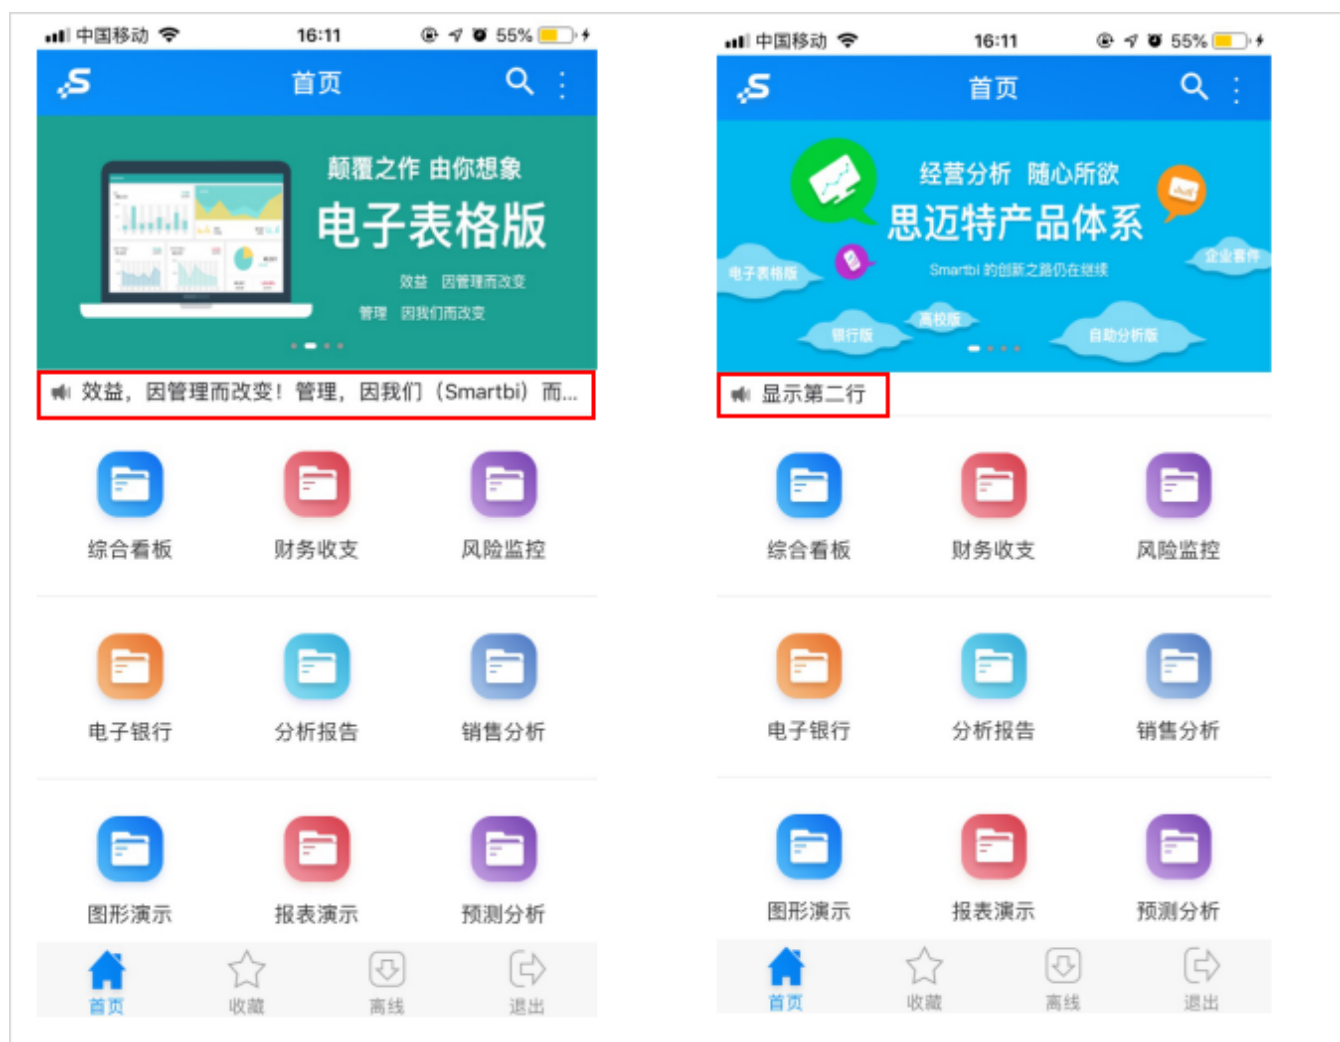 中国移动 16:11 55%
首页
颠覆之作 由你想象
电子表格版
效益 因管理而改变
管理 因我们而改变
效益，因管理而改变！管理，因我们（Smartbi）而...
综合看板 财务收支 风险监控
电子银行 分析报告 销售分析
图形演示 报表演示 预测分析
首页 收藏 离线 退出
中国移动 16:11 55%
首页
经营分析 随心所欲
思迈特产品体系
Smartbi 的创新之路仍在继续
电子表格版
企业套件
银行版
高校版
自助分析版
显示第二行
综合看板 财务收支 风险监控
电子银行 分析报告 销售分析
图形演示 报表演示 预测分析
首页 收藏 离线 退出